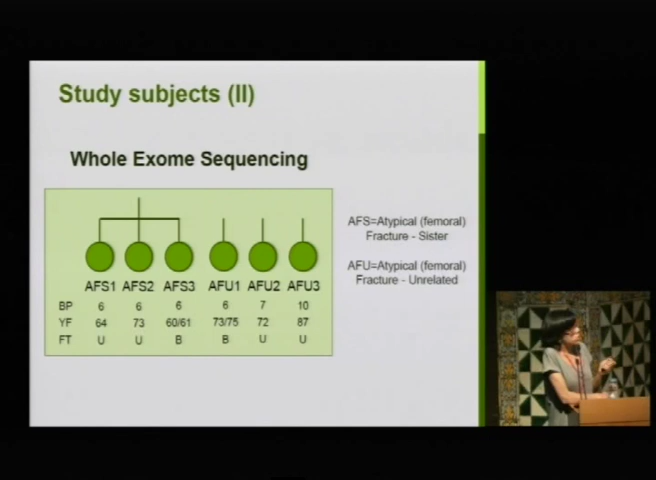 Study subjects (II)
Whole Exome Sequencing
AFS1 AFS2 AFS3 AFU1 AFU2 AFU3
BP 6 6 6 6 7 10
YF 64 73 60/61 73/75 72 87
FT U U B B U U
AFS=Atypical (femoral)
Fracture - Sister
AFU=Atypical (femoral)
Fracture - Unrelated